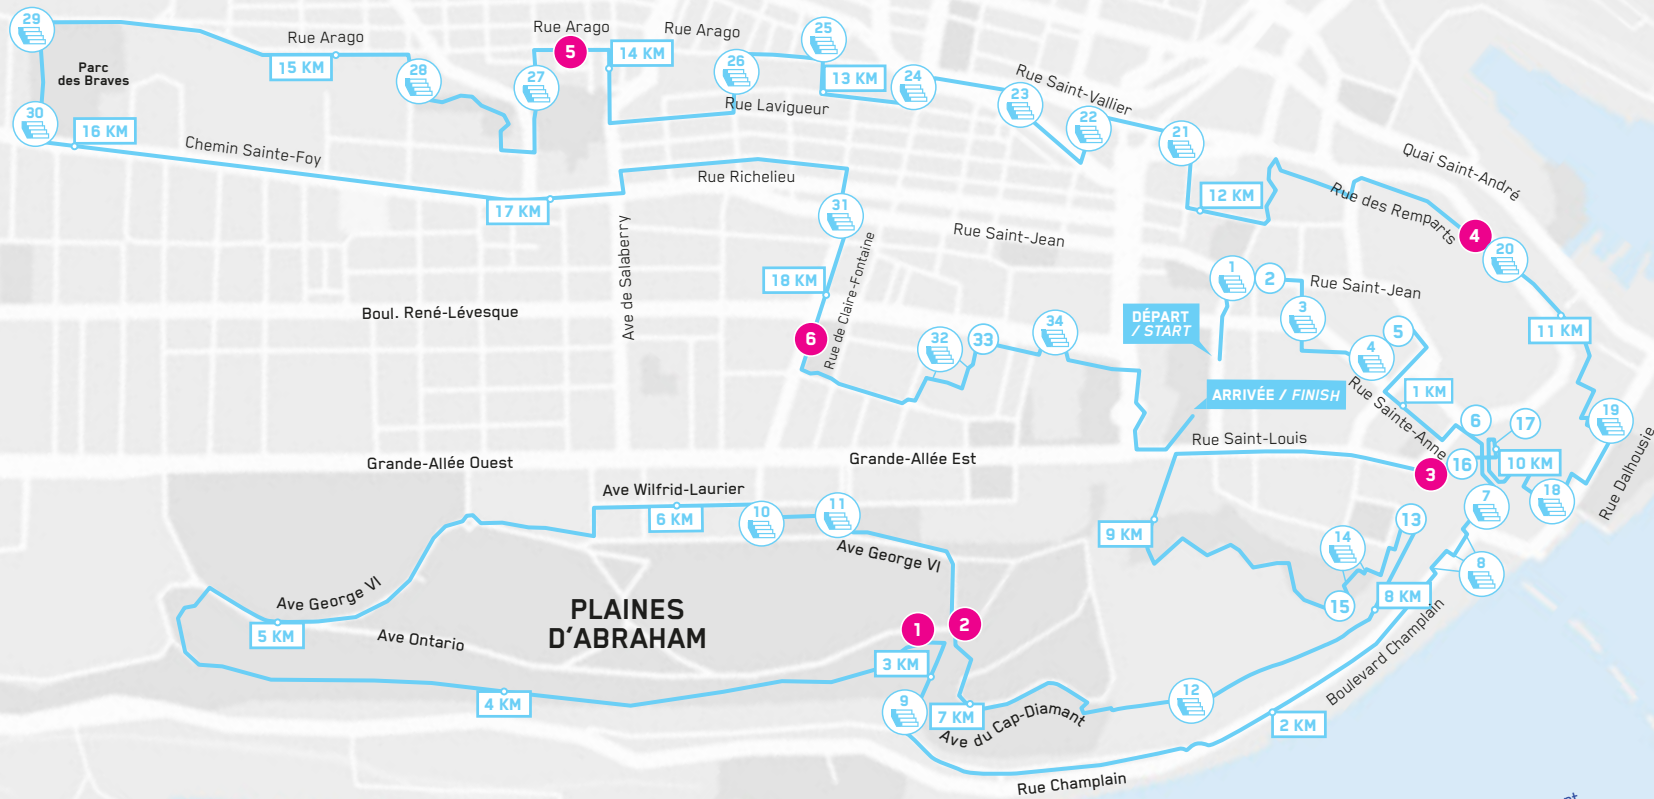 29
Rue Arago
Rue Arago
Rue Arago
25
5
14 KM
Parc
des Braves
15 KM
28
27
26
13 KM
24
Rue Saint-Vallier
23
Rue Lavigueur
22
30
16 KM
21
Chemin Sainte-Foy
Quai Saint-André
Rue Richelieu
12 KM
Rue des Remparts
17 KM
31
Ave de Salaberry
Rue Saint-Jean
4
20
18 KM
Rue de Claire-Fontaine
1
2
Rue Saint-Jean
Boul. René-Lévesque
DÉPART
/ START
3
5
11 KM
6
32
33
34
4
ARRIVÉE / FINISH
1 KM
Rue Sainte-Anne
6
17
19
Rue Saint-Louis
Grande-Allée Ouest
Grande-Allée Est
3
16
10 KM
Rue Dalhousie
Ave Wilfrid-Laurier
6 KM
10
11
7
18
9 KM
13
14
Ave George VI
8
Ave George VI
8 KM
15
PLAINES
D'ABRAHAM
5 KM
Ave Ontario
1
2
3 KM
Boulevard Champlain
4 KM
9
7 KM
12
Ave du Cap-Diamant
2 KM
Rue Champlain